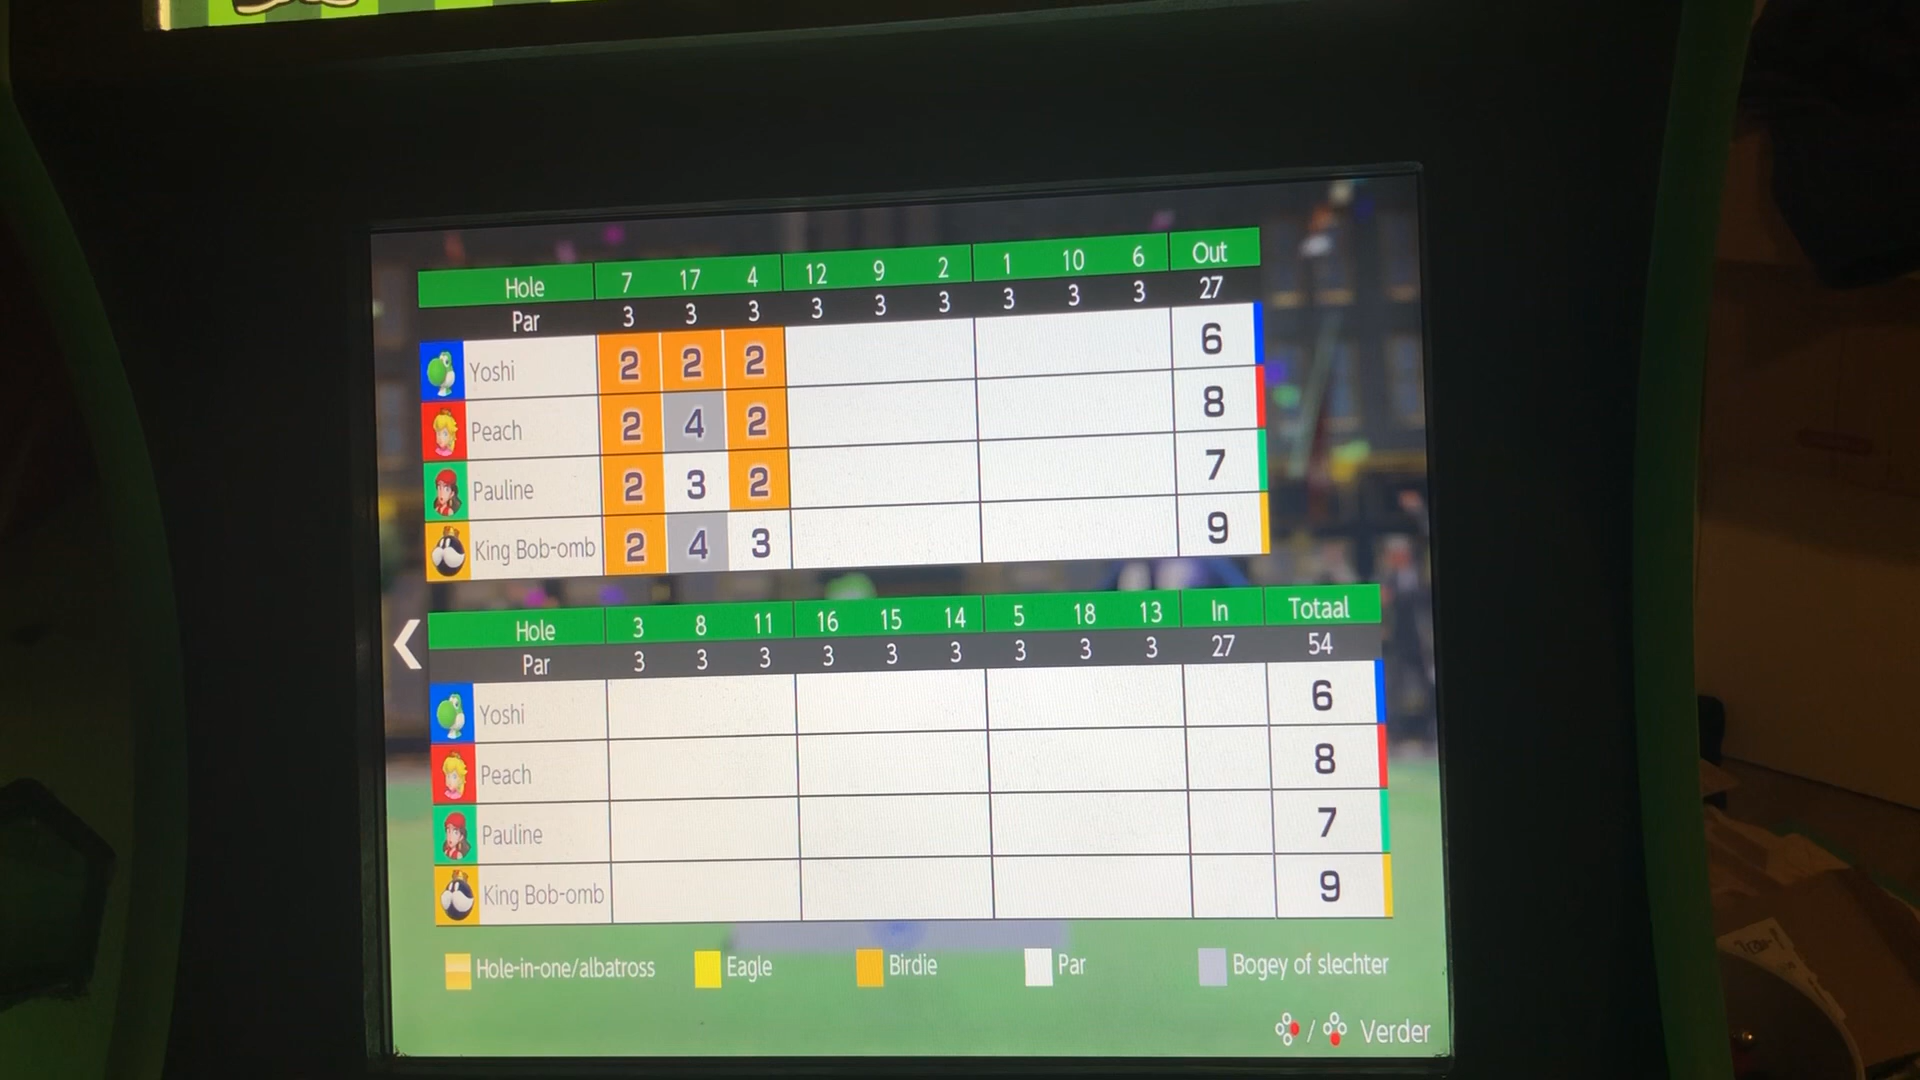 Hole 7 17 4 12 9 2 1 10 6 Out
Par 3 3 3 3 3 3 3 3 3 27
Yoshi 2 2 2 6
Peach 2 4 2 8
Pauline 2 3 2 7
King Bob-omb 2 4 3 9
Hole 3 8 11 16 15 14 5 18 13 In Totaal
Par 3 3 3 3 3 3 3 3 3 27 54
Yoshi 6
Peach 8
Pauline 7
King Bob-omb 9
Hole-in-one/albatross Eagle Birdie Par Bogey of slechter
/ Verder